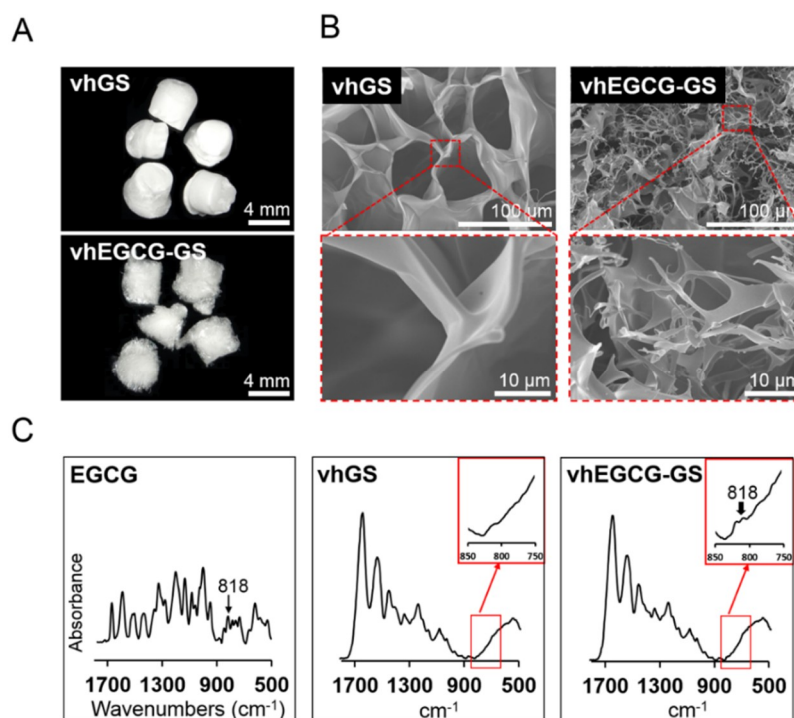 A
vhGS
4 mm
vhEGCG-GS
4 mm
B
vhGS
100 μm
vhEGCG-GS
100 μm
10 μm
10 μm
C
EGCG
818
Absorbance
1700 1300 900 500
Wavenumbers (cm-1)
vhGS
850 800 750
1700 1300 900 500
cm-1
vhEGCG-GS
818
850 800 750
1700 1300 900 500
cm-1